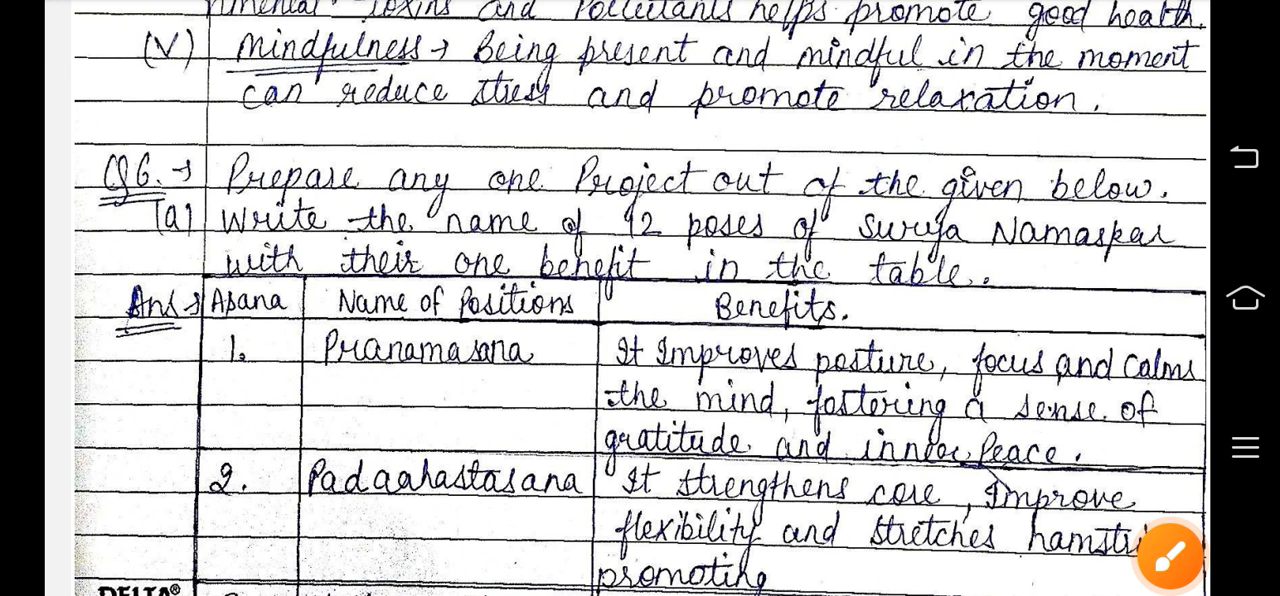 and Pollutants helps promote good health.
(V) Mindfulness → Being present and mindful in the moment
can reduce stress and promote relaxation.
Q6. → Prepare any one Project out of the given below.
(a) Write the name of 12 poses of Surya Namaskar
with their one benefit in the table.
Ans → Asana Name of Positions Benefits.
1. Pranamasana It Improves posture, focus and calms
the mind, fostering a sense of
gratitude and inner Peace.
2. Padaahastasana It strengthens core, Improve
flexibility and stretches
promoting
DELTA®